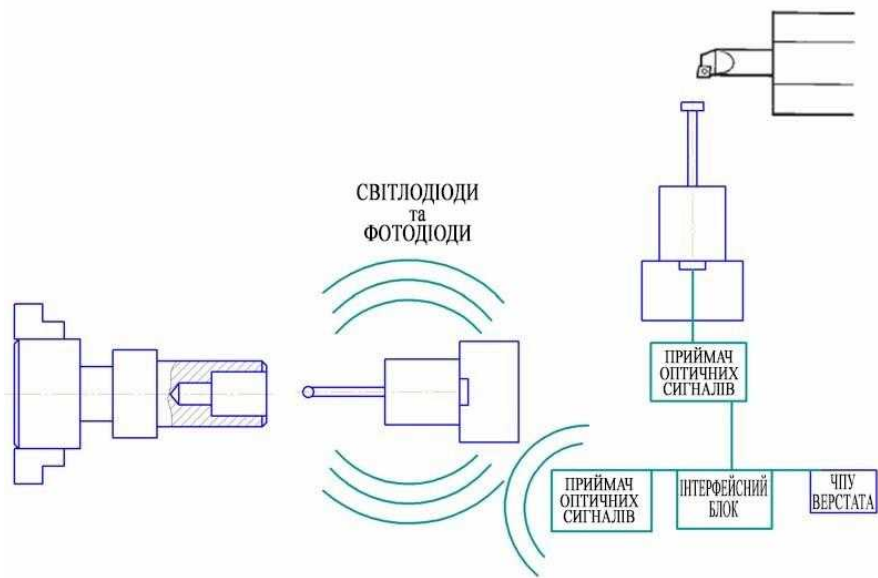 СВІТЛОДІОДИ
та
ФОТОДІОДИ
ПРИЙМАЧ
ОПТИЧНИХ
СИГНАЛІВ
ПРИЙМАЧ
ОПТИЧНИХ
СИГНАЛІВ
ІНТЕРФЕЙСНИЙ
БЛОК
ЧПУ
ВЕРСТАТА